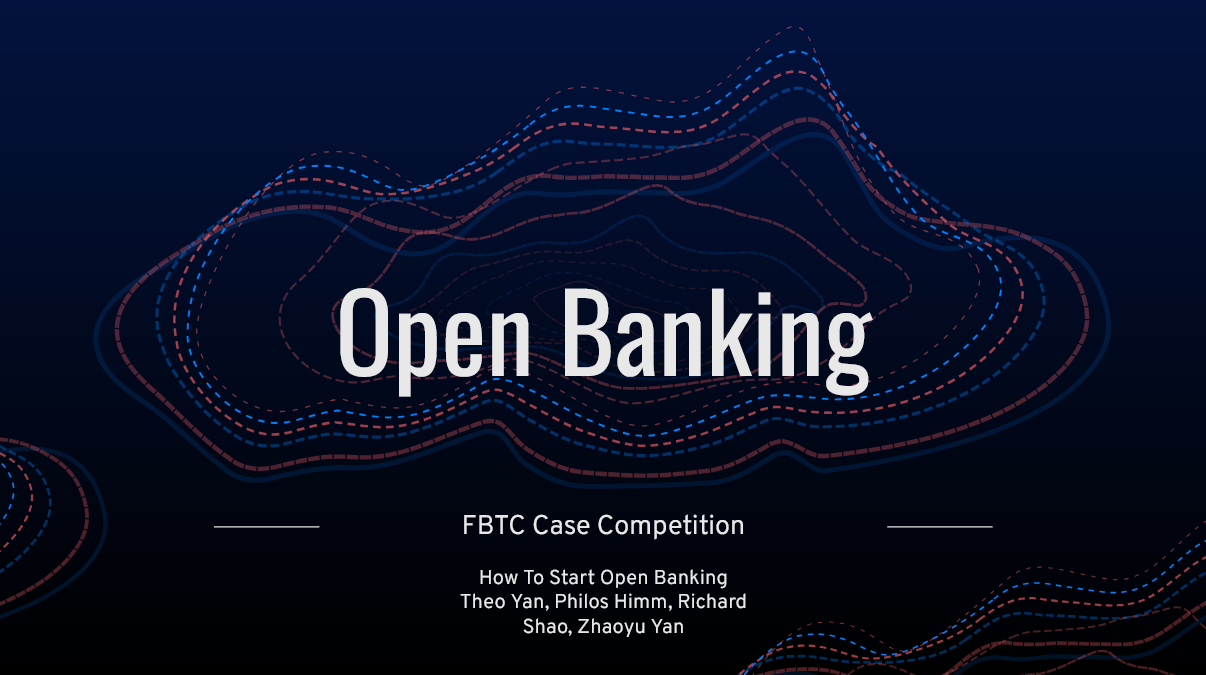 Open Banking
FBTC Case Competition
How To Start Open Banking
Theo Yan, Philos Himm, Richard
Shao, Zhaoyu Yan